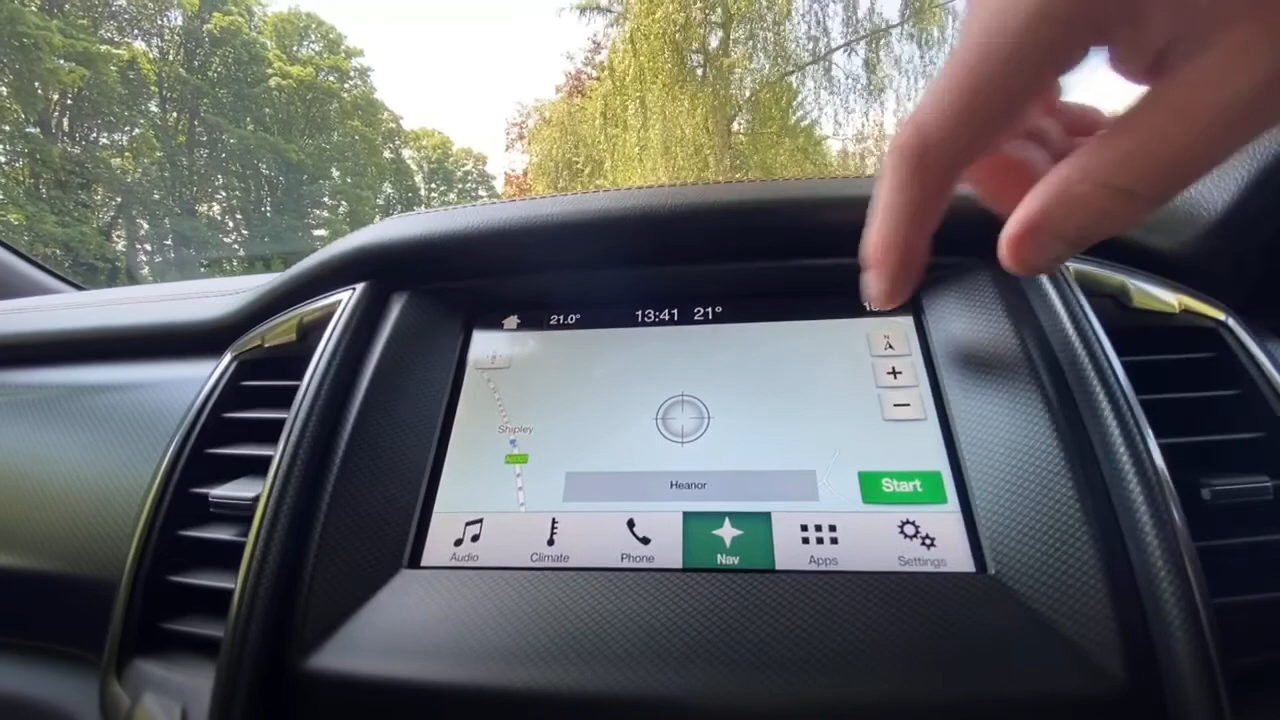 21.0° 13:41 21°
N
+
−
Shipley
Heanor
Start
Audio Climate Phone Nav Apps Settings